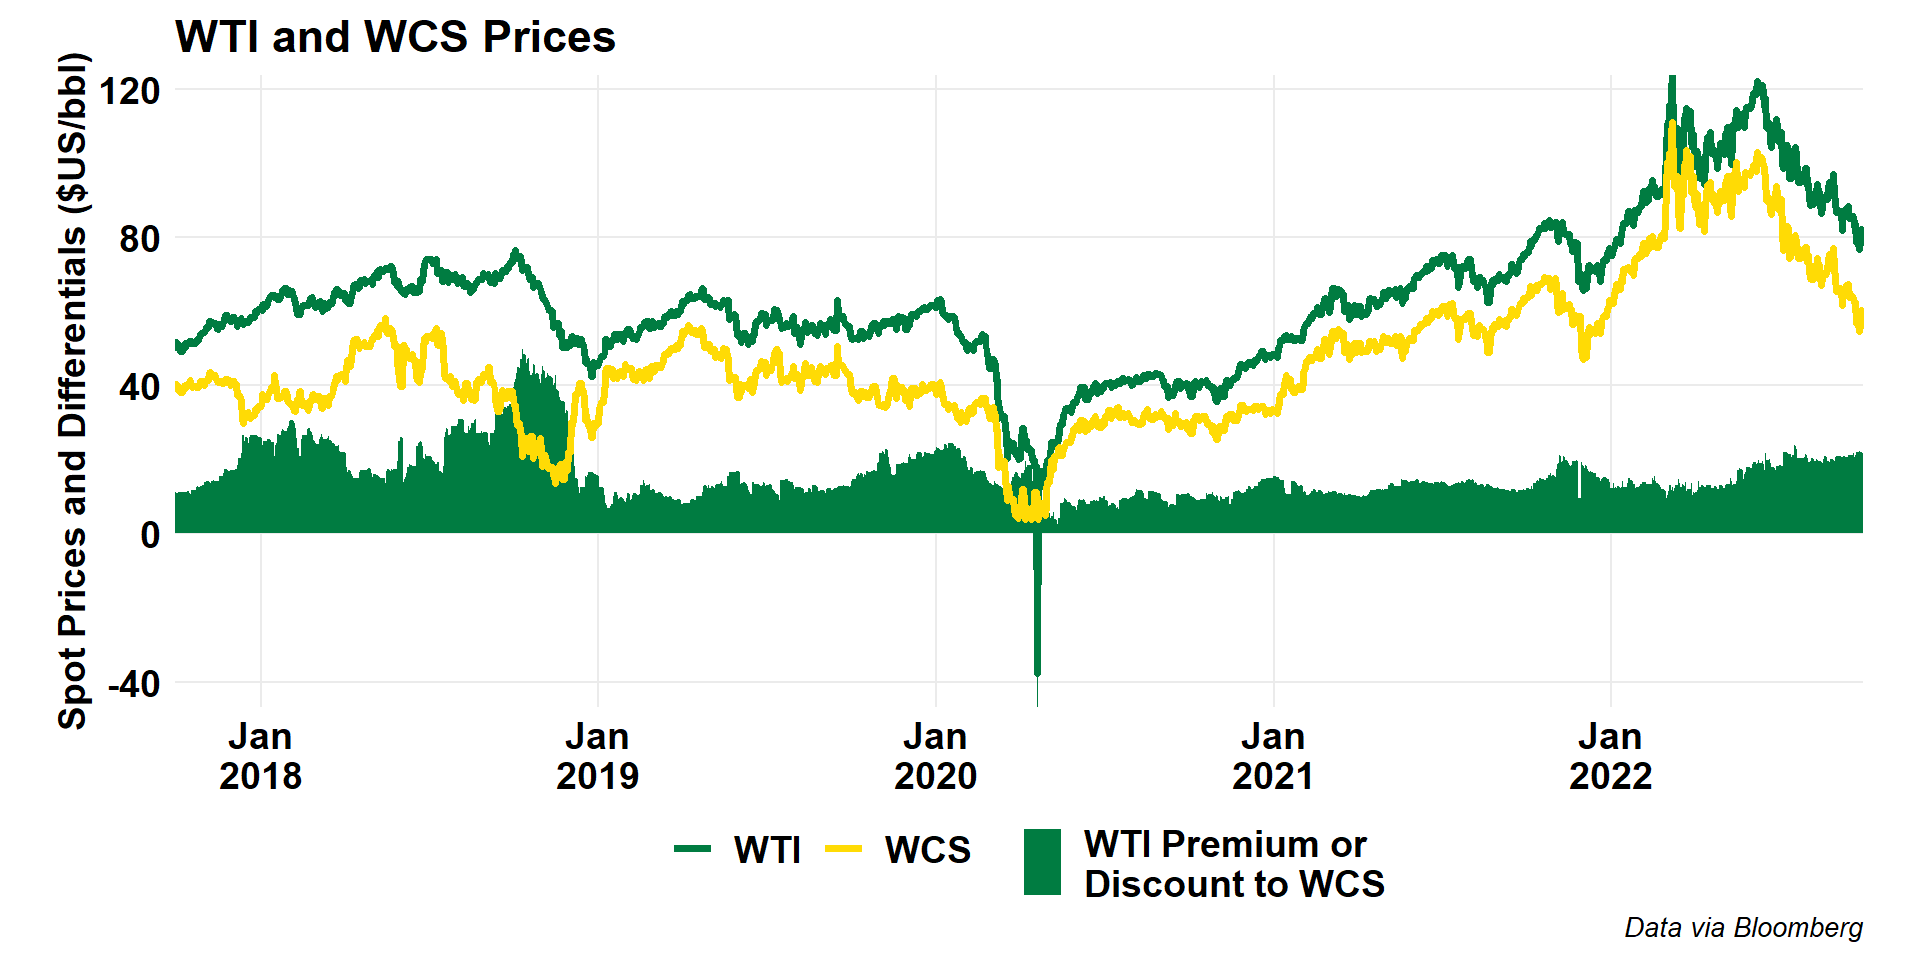 WTI and WCS Prices
Spot Prices and Differentials ($US/bbl)
120
80
40
0
-40
Jan
2018
Jan
2019
Jan
2020
Jan
2021
Jan
2022
WTI
WCS
WTI Premium or
Discount to WCS
Data via Bloomberg